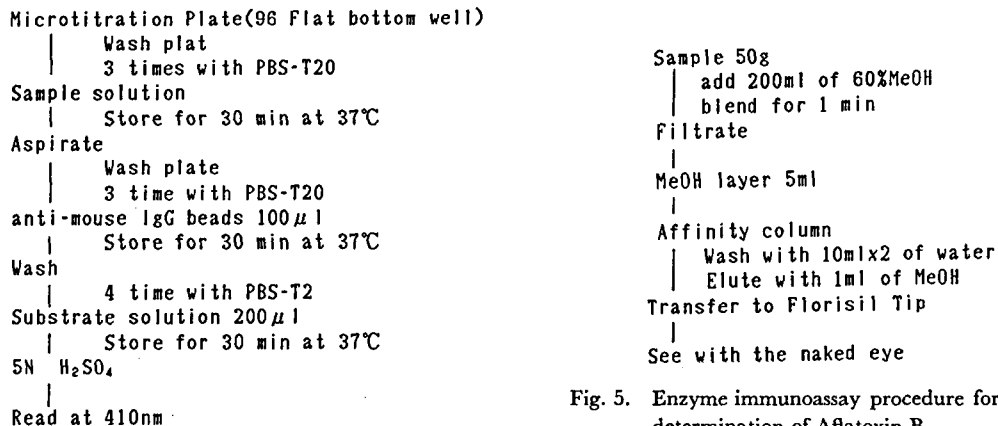 Microtitration Plate(96 Flat bottom well)
Wash plat
3 times with PBS-T20
Sample solution
Store for 30 min at 37℃
Aspirate
Wash plate
3 time with PBS-T20
anti-mouse IgG beads 100μl
Store for 30 min at 37℃
Wash
4 time with PBS-T2
Substrate solution 200μl
Store for 30 min at 37℃
5N H₂SO₄
Read at 410nm
Sample 50g
add 200ml of 60%MeOH
blend for 1 min
Filtrate
MeOH layer 5ml
Affinity column
Wash with 10mlx2 of water
Elute with 1ml of MeOH
Transfer to Florisil Tip
See with the naked eye
Fig. 5. Enzyme immunoassay procedure for
determination of Aflatoxin B